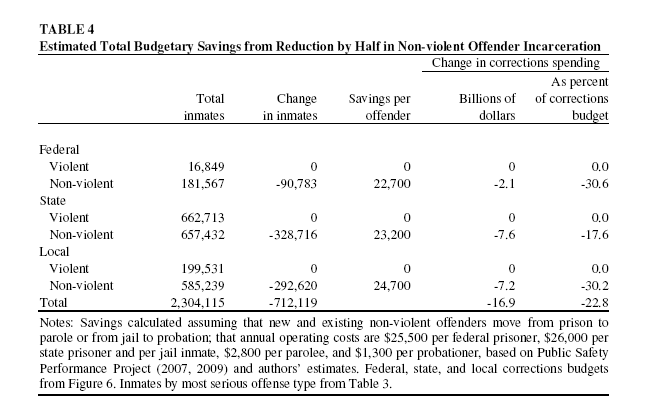 TABLE 4
Estimated Total Budgetary Savings from Reduction by Half in Non-violent Offender Incarceration
Change in corrections spending
As percent
Total Change Savings per Billions of of corrections
inmates in inmates offender dollars budget
Federal
Violent 16,849 0 0 0 0.0
Non-violent 181,567 -90,783 22,700 -2.1 -30.6
State
Violent 662,713 0 0 0 0.0
Non-violent 657,432 -328,716 23,200 -7.6 -17.6
Local
Violent 199,531 0 0 0 0.0
Non-violent 585,239 -292,620 24,700 -7.2 -30.2
Total 2,304,115 -712,119 -16.9 -22.8
Notes: Savings calculated assuming that new and existing non-violent offenders move from prison to
parole or from jail to probation; that annual operating costs are $25,500 per federal prisoner, $26,000 per
state prisoner and per jail inmate, $2,800 per parolee, and $1,300 per probationer, based on Public Safety
Performance Project (2007, 2009) and authors’ estimates. Federal, state, and local corrections budgets
from Figure 6. Inmates by most serious offense type from Table 3.